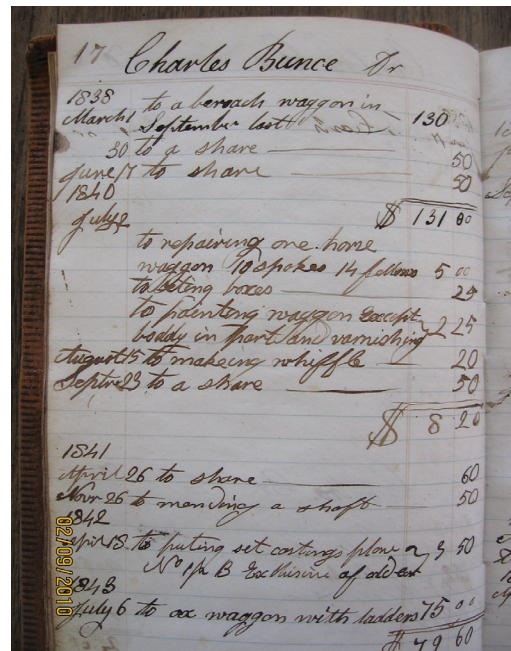 17 Charles Bunce Dr
1838
March 1 to a beroach waggon in
September last 130
30 to a share 50
June 17 to share 50
1840
$ 131 00
July 2
to repairing one horse
waggon 10 spokes 14 fellows 5 00
to seting boxes 25
to painting waggon Except
boddy in part and varnishing 2 25
August 15 to makeing whiffle 20
Septre 23 to a share 50
$ 8 20
1841
April 26 to share 60
Novr 26 to mending a shaft 50
1842
April 18 to puting set castings plow 3 50
No B Exclusive of
1843
July 6 to ox waggon with ladders 75 00
$ 79 60
02/09/2010